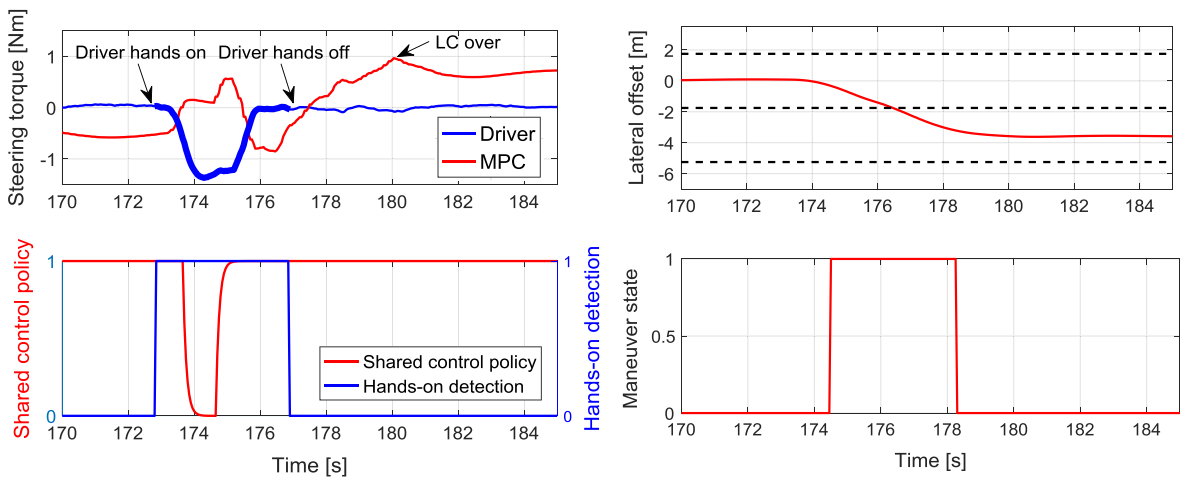 Steering torque [Nm]
1
0
-1
Driver hands on
Driver hands off
LC over
Driver
MPC
170 172 174 176 178 180 182 184
Lateral offset [m]
2
0
-2
-4
-6
170 172 174 176 178 180 182 184
Shared control policy
1
0
Shared control policy
Hands-on detection
1
0
Hands-on detection
170 172 174 176 178 180 182 184
Time [s]
Maneuver state
1
0.5
0
170 172 174 176 178 180 182 184
Time [s]